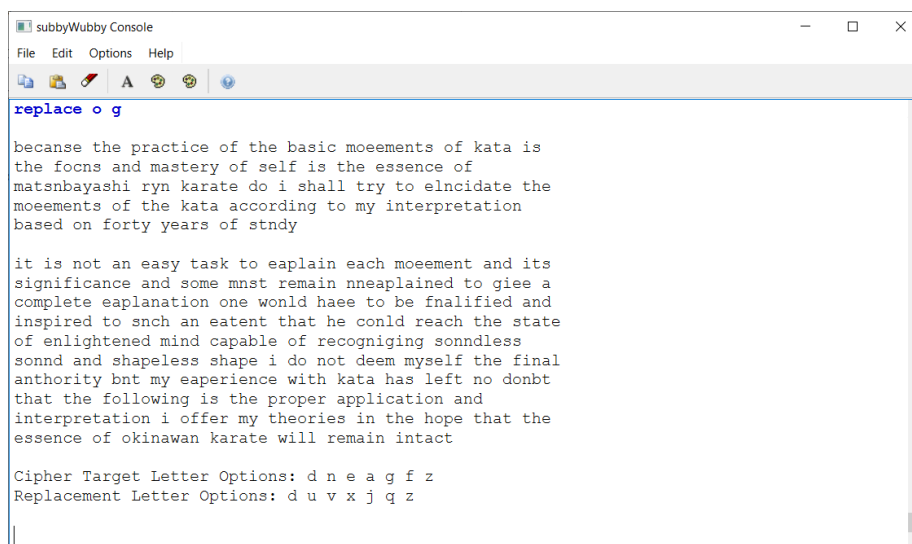 subbyWubby Console
File Edit Options Help
A
replace o g
becanse the practice of the basic moeements of kata is
the focns and mastery of self is the essence of
matsnbayashi ryn karate do i shall try to elncidate the
moeements of the kata according to my interpretation
based on forty years of stndy
it is not an easy task to eaplain each moeement and its
significance and some mnst remain nneaplained to giee a
complete eaplanation one wonld haee to be fnalified and
inspired to snch an eatent that he conld reach the state
of enlightened mind capable of recogniging sonndless
sonnd and shapeless shape i do not deem myself the final
anthority bnt my eaperience with kata has left no donbt
that the following is the proper application and
interpretation i offer my theories in the hope that the
essence of okinawan karate will remain intact
Cipher Target Letter Options: d n e a g f z
Replacement Letter Options: d u v x j q z